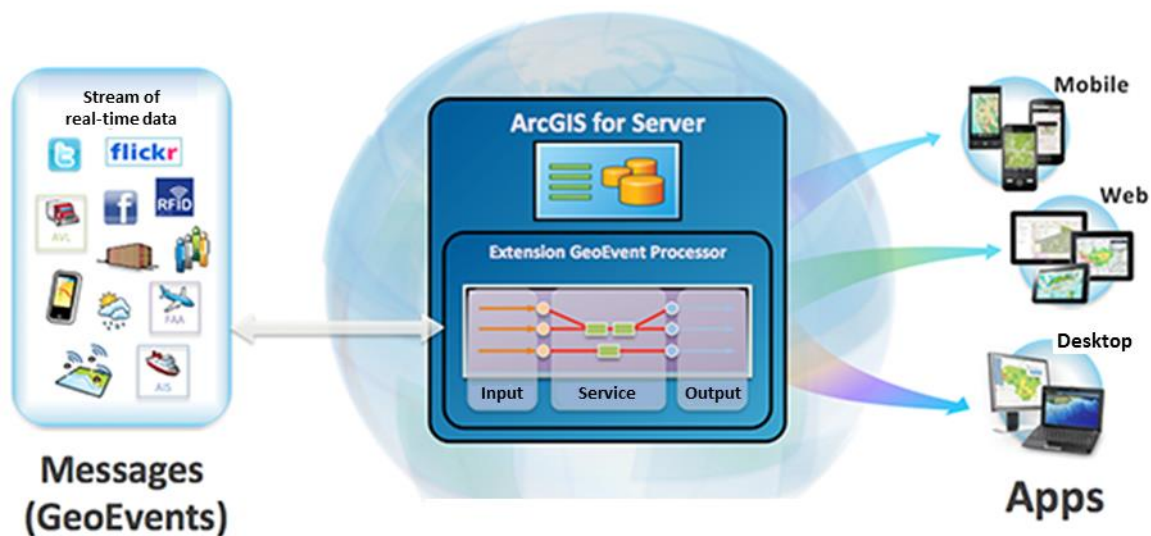 Stream of
real-time data
flickr
f
RFID
AVL
FAA
AIS
Messages
(GeoEvents)
ArcGIS for Server
Extension GeoEvent Processor
Input
Service
Output
Mobile
Web
Desktop
Apps